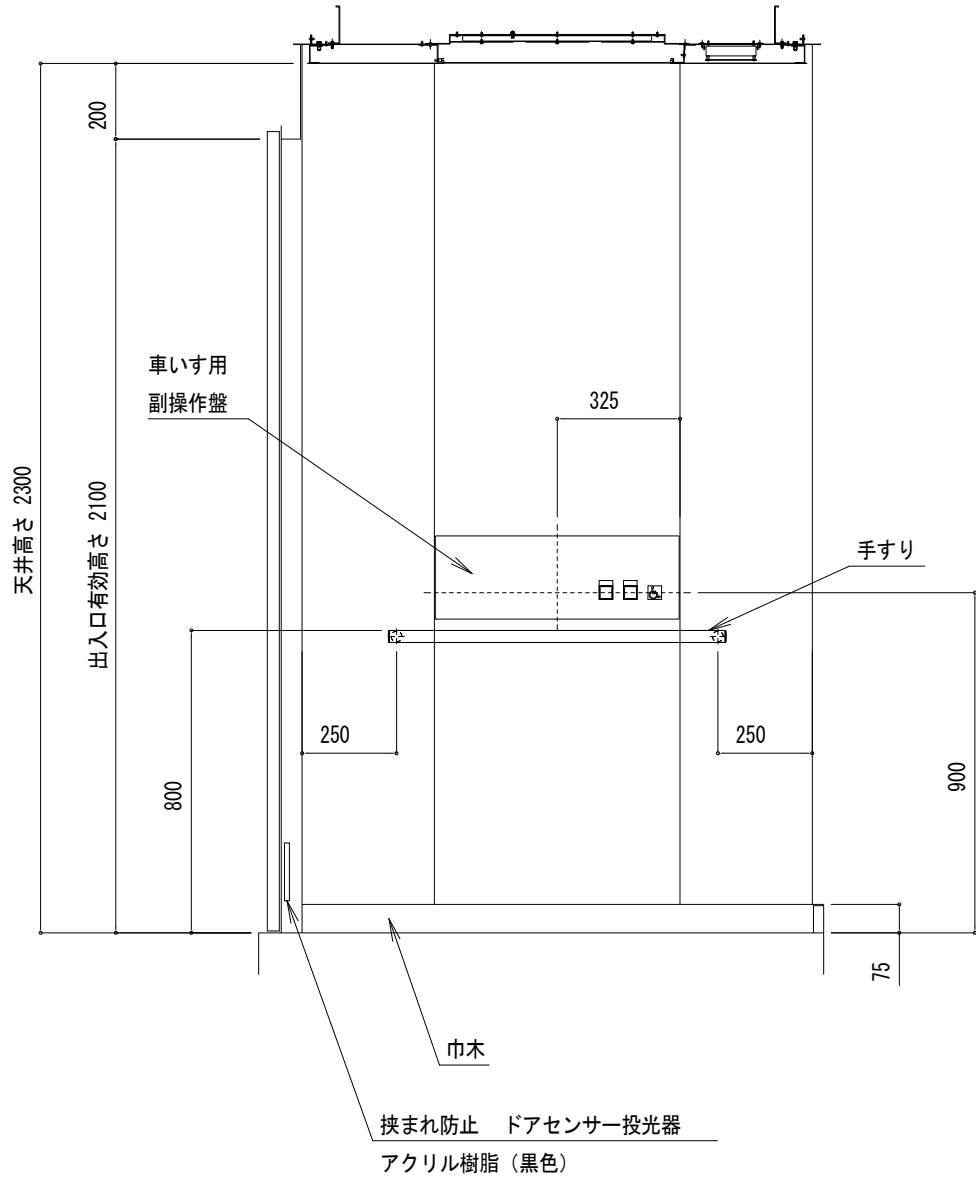 200
車いす用
副操作盤
325
天井高さ 2300
出入口有効高さ 2100
手すり
250
250
800
900
75
巾木
挟まれ防止　ドアセンサー投光器
アクリル樹脂（黒色）